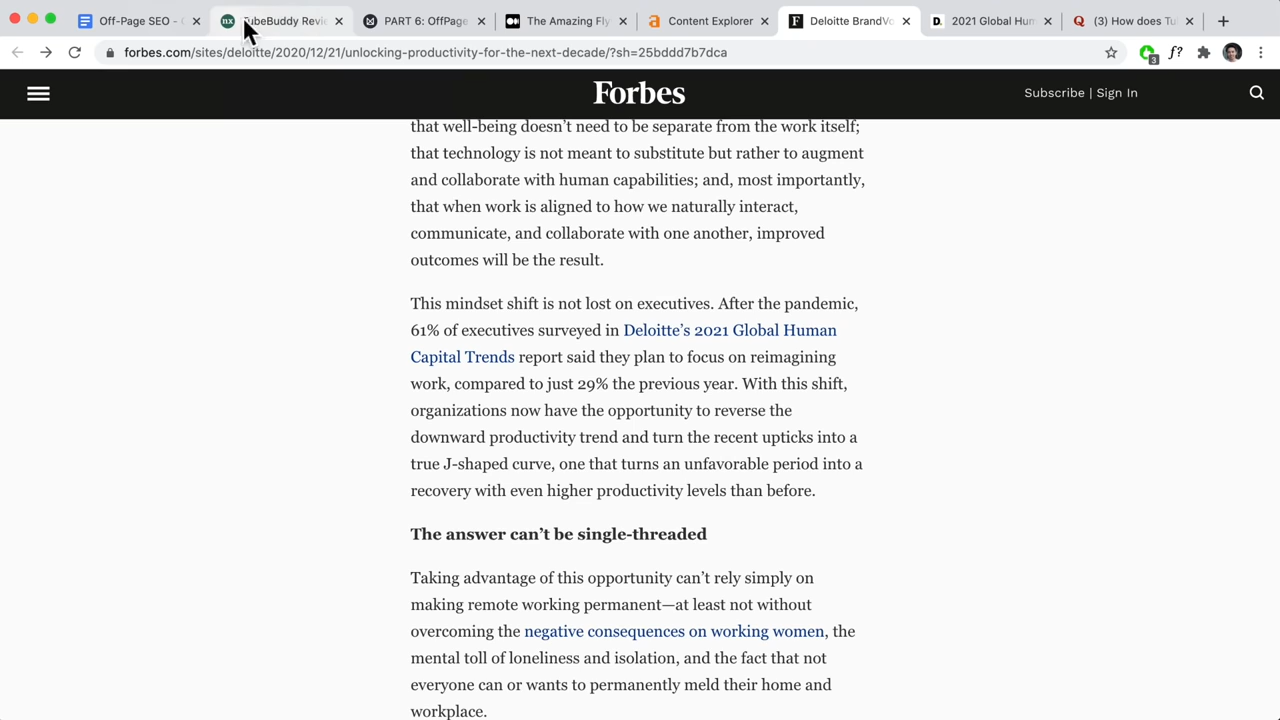 Off-Page SEO -
nx TubeBuddy Revi
PART 6: OffPage
The Amazing Fly
Content Explorer
Deloitte BrandVo
2021 Global Hum
(3) How does Tu
forbes.com/sites/deloitte/2020/12/21/unlocking-productivity-for-the-next-decade/?sh=25bddd7b7dca
3
f?
Forbes
Subscribe | Sign In
that well-being doesn't need to be separate from the work itself;
that technology is not meant to substitute but rather to augment
and collaborate with human capabilities; and, most importantly,
that when work is aligned to how we naturally interact,
communicate, and collaborate with one another, improved
outcomes will be the result.
This mindset shift is not lost on executives. After the pandemic,
61% of executives surveyed in Deloitte's 2021 Global Human
Capital Trends report said they plan to focus on reimagining
work, compared to just 29% the previous year. With this shift,
organizations now have the opportunity to reverse the
downward productivity trend and turn the recent upticks into a
true J-shaped curve, one that turns an unfavorable period into a
recovery with even higher productivity levels than before.
The answer can't be single-threaded
Taking advantage of this opportunity can't rely simply on
making remote working permanent—at least not without
overcoming the negative consequences on working women, the
mental toll of loneliness and isolation, and the fact that not
everyone can or wants to permanently meld their home and
workplace.